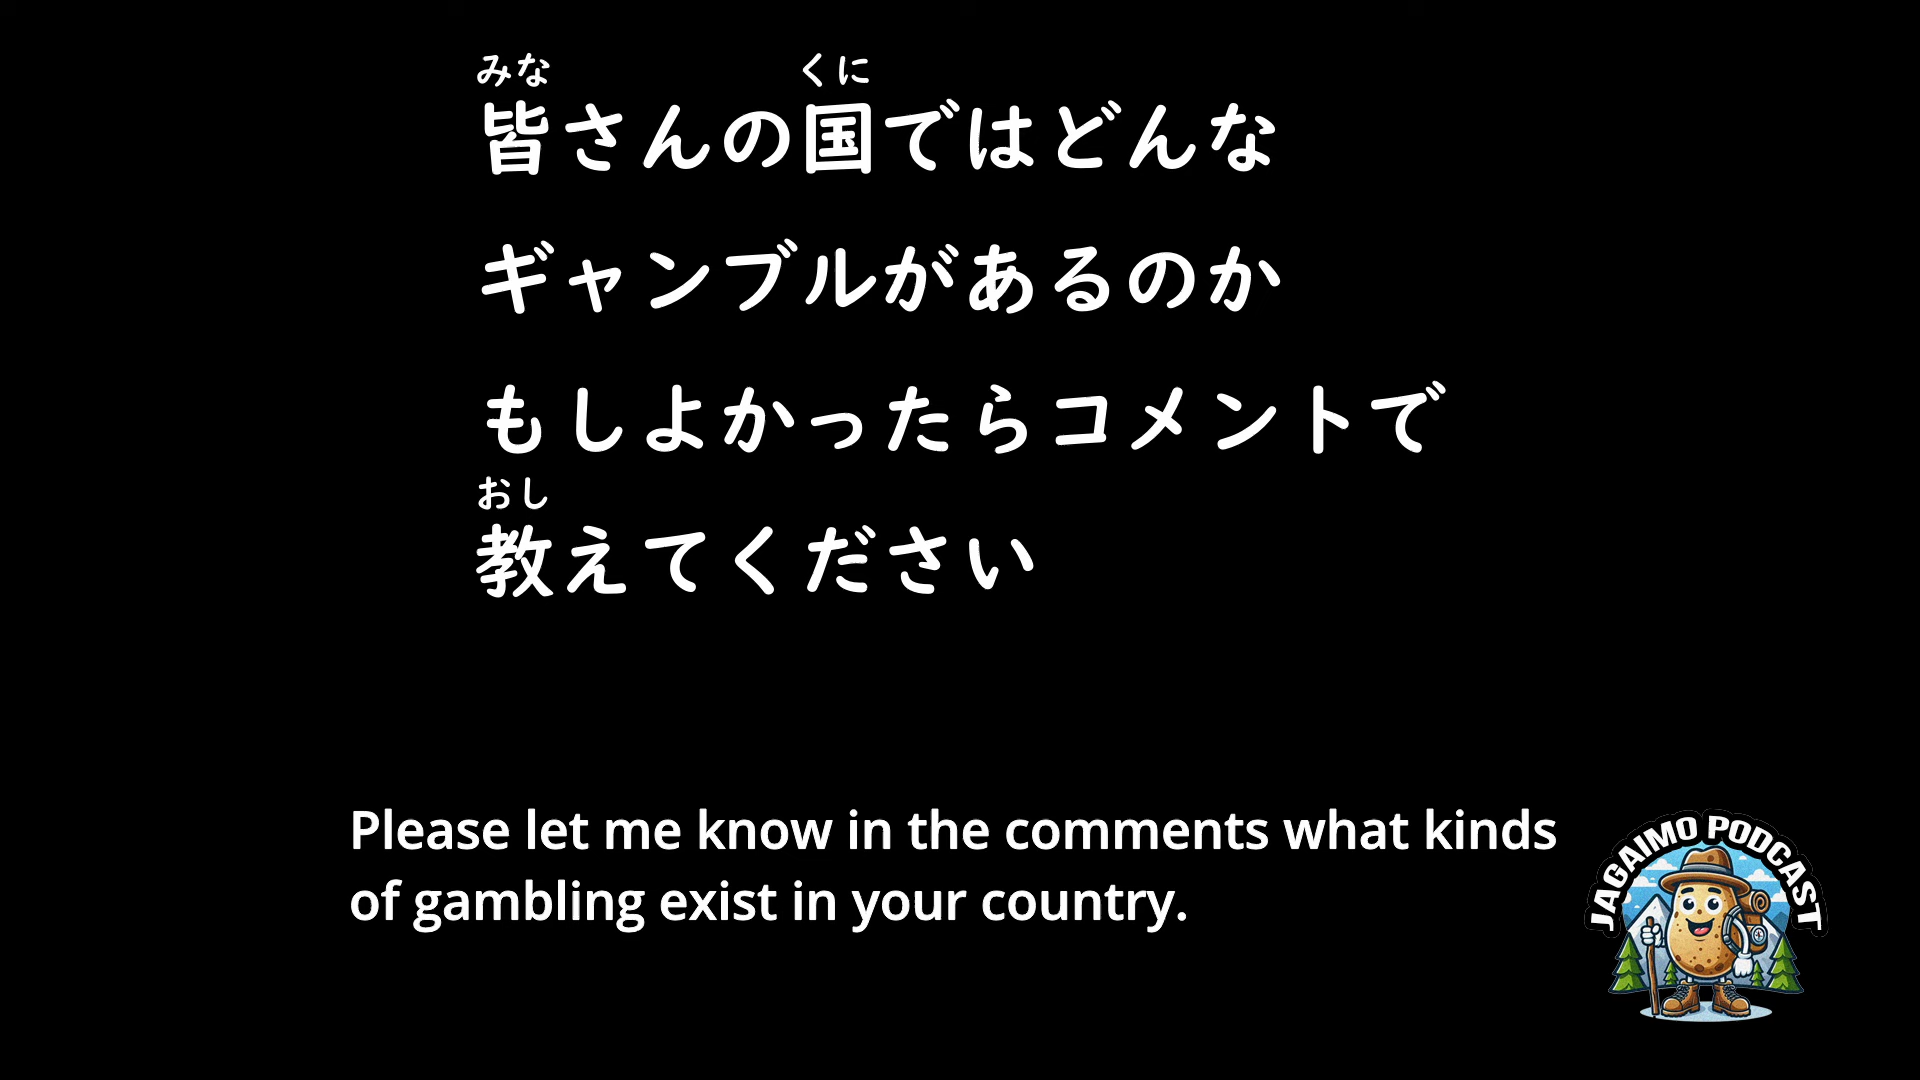 みな くに
皆さんの国ではどんな
ギャンブルがあるのか
もしよかったらコメントで
おし
教えてください
Please let me know in the comments what kinds
of gambling exist in your country.
JAGAIMO PODCAST